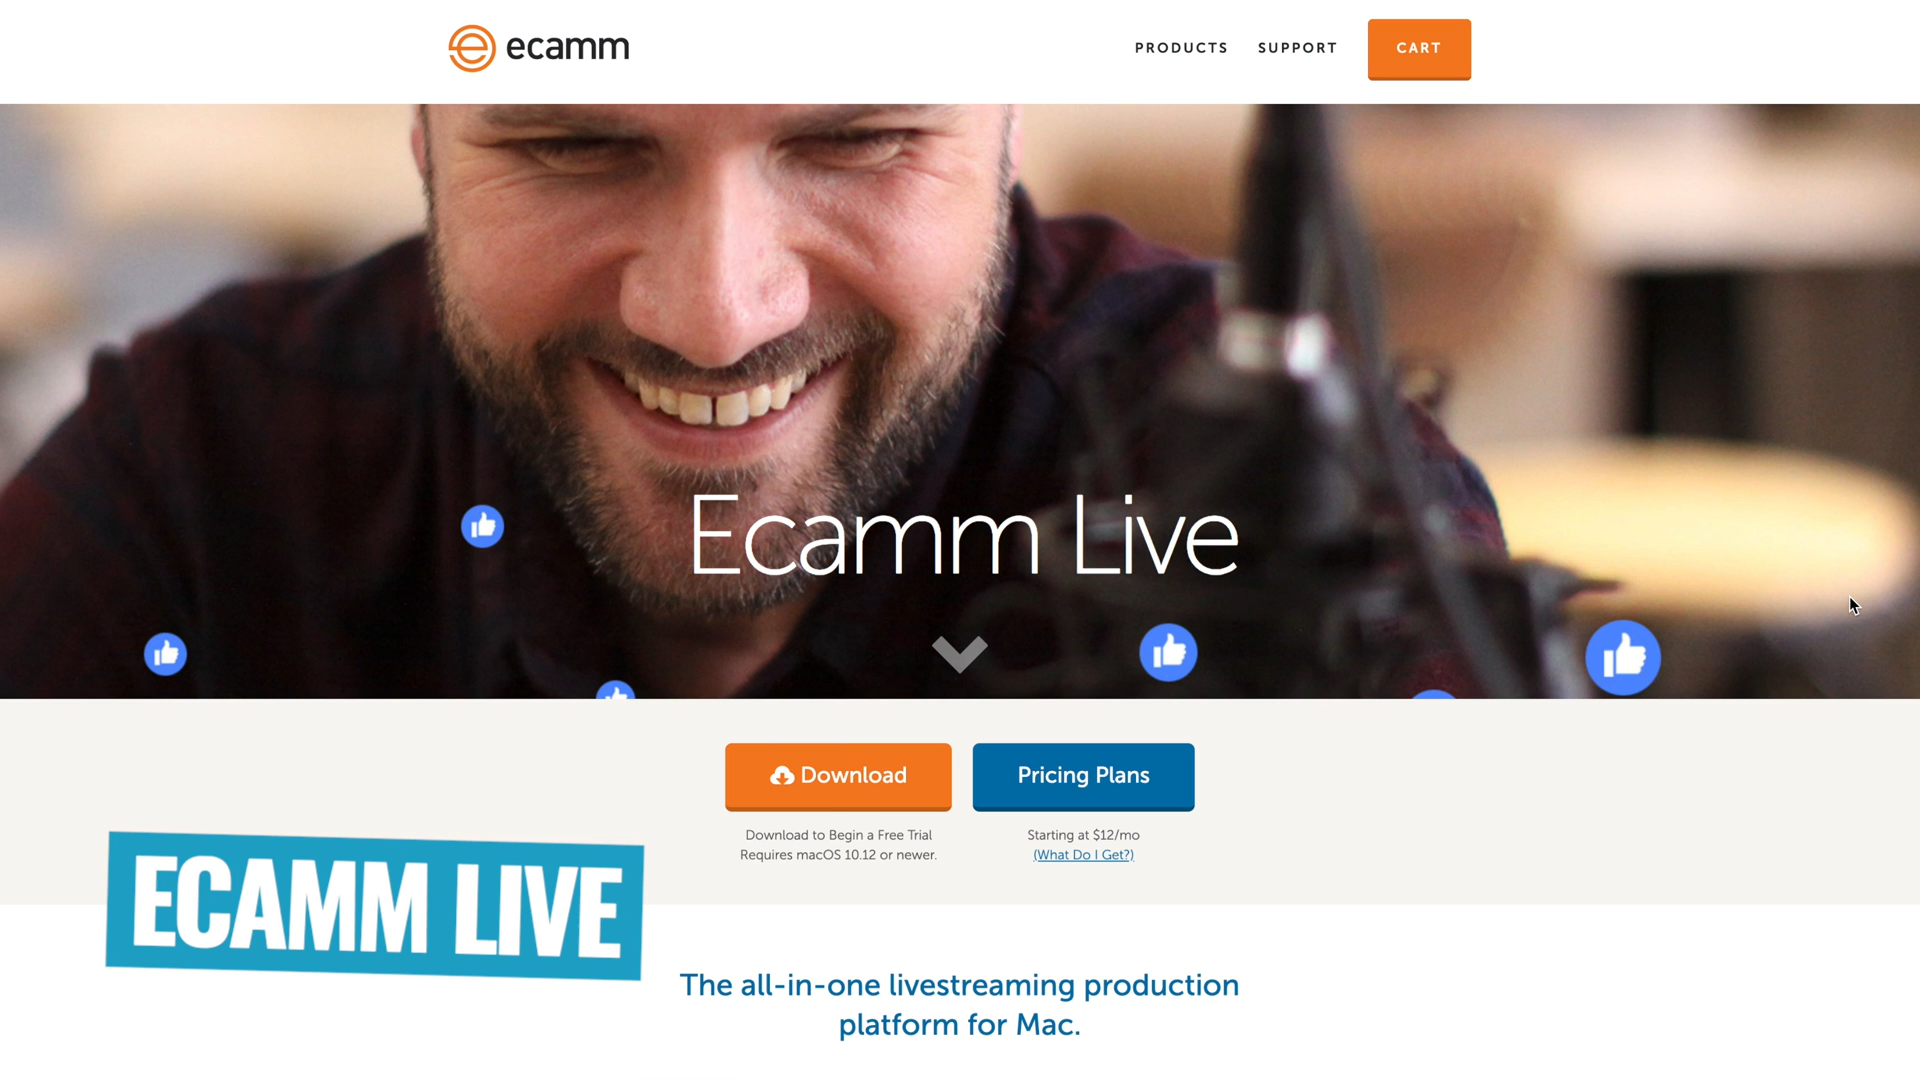 ecamm
PRODUCTS
SUPPORT
CART
Ecamm Live
Download
Pricing Plans
Download to Begin a Free Trial
Requires macOS 10.12 or newer.
Starting at $12/mo
(What Do I Get?)
ECAMM LIVE
The all-in-one livestreaming production
platform for Mac.